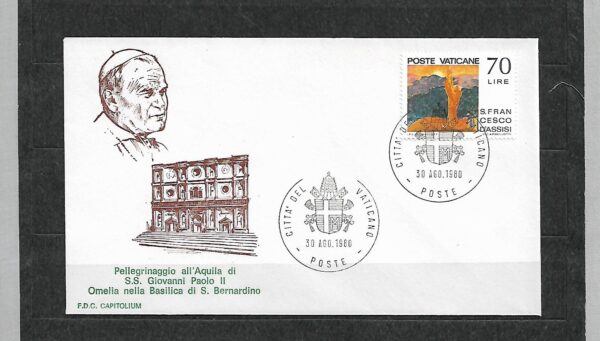 POSTE VATICANE
70
LIRE
S.FRAN
CESCO
D'ASSISI
CITTÀ DEL VATICANO
30 AGO.1980
- POSTE -
CITTÀ DEL VATICANO
30 AGO.1980
- POSTE -
Pellegrinaggio all'Aquila di
S.S. Giovanni Paolo II
Omelia nella Basilica di S. Bernardino
F.D.C. CAPITOLIUM